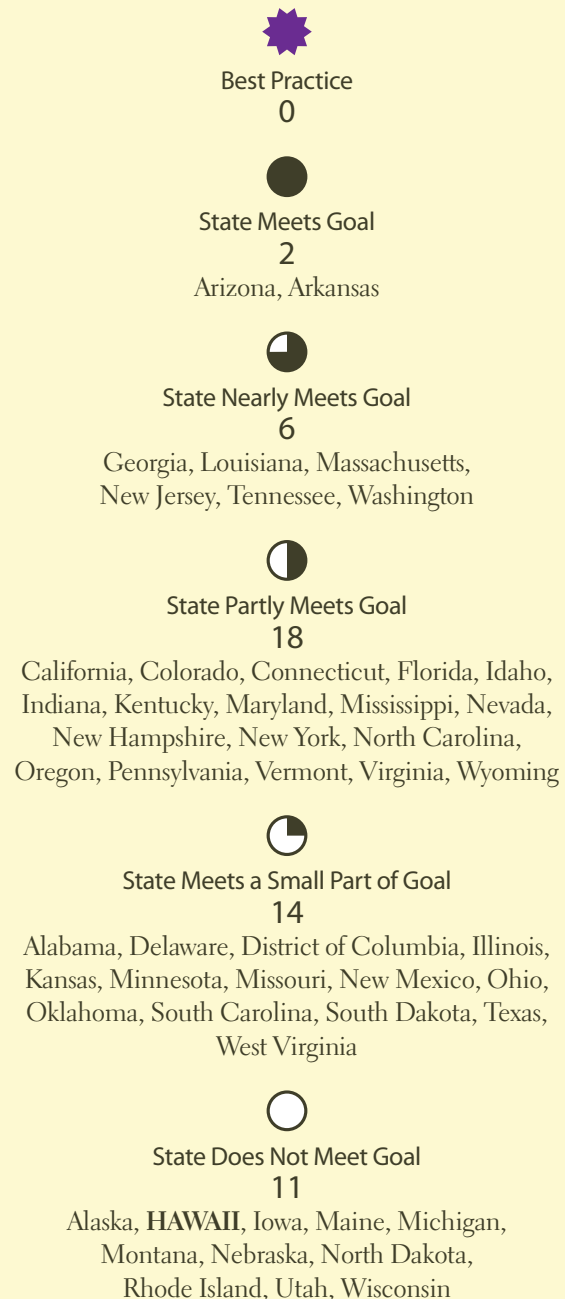 Best Practice
0
State Meets Goal
2
Arizona, Arkansas
State Nearly Meets Goal
6
Georgia, Louisiana, Massachusetts,
New Jersey, Tennessee, Washington
State Partly Meets Goal
18
California, Colorado, Connecticut, Florida, Idaho,
Indiana, Kentucky, Maryland, Mississippi, Nevada,
New Hampshire, New York, North Carolina,
Oregon, Pennsylvania, Vermont, Virginia, Wyoming
State Meets a Small Part of Goal
14
Alabama, Delaware, District of Columbia, Illinois,
Kansas, Minnesota, Missouri, New Mexico, Ohio,
Oklahoma, South Carolina, South Dakota, Texas,
West Virginia
State Does Not Meet Goal
11
Alaska, HAWAII, Iowa, Maine, Michigan,
Montana, Nebraska, North Dakota,
Rhode Island, Utah, Wisconsin